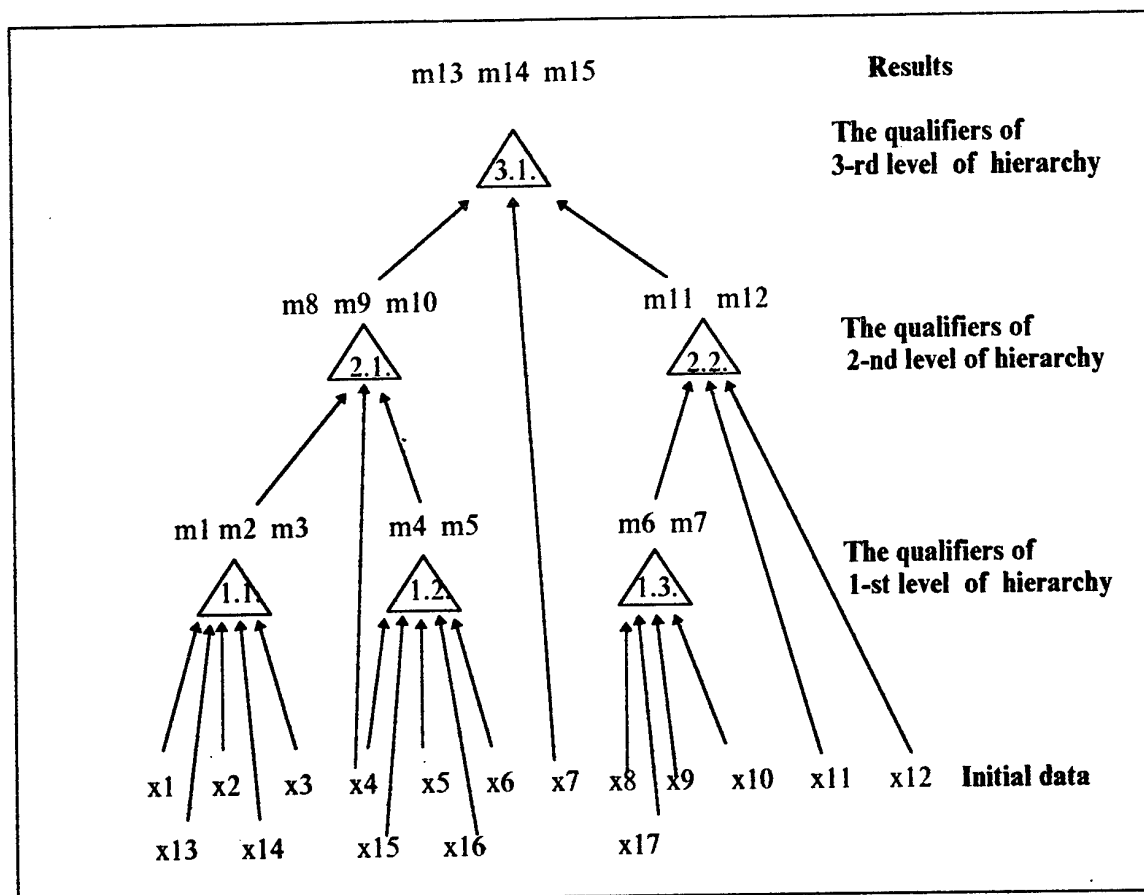 m13 m14 m15 Results
The qualifiers of
3-rd level of hierarchy
3.1.
m8 m9 m10 m11 m12
The qualifiers of
2-nd level of hierarchy
2.1. 2.2.
m1 m2 m3 m4 m5 m6 m7
The qualifiers of
1-st level of hierarchy
1.1. 1.2. 1.3.
x1 x2 x3 x4 x5 x6 x7 x8 x9 x10 x11 x12 Initial data
x13 x14 x15 x16 x17